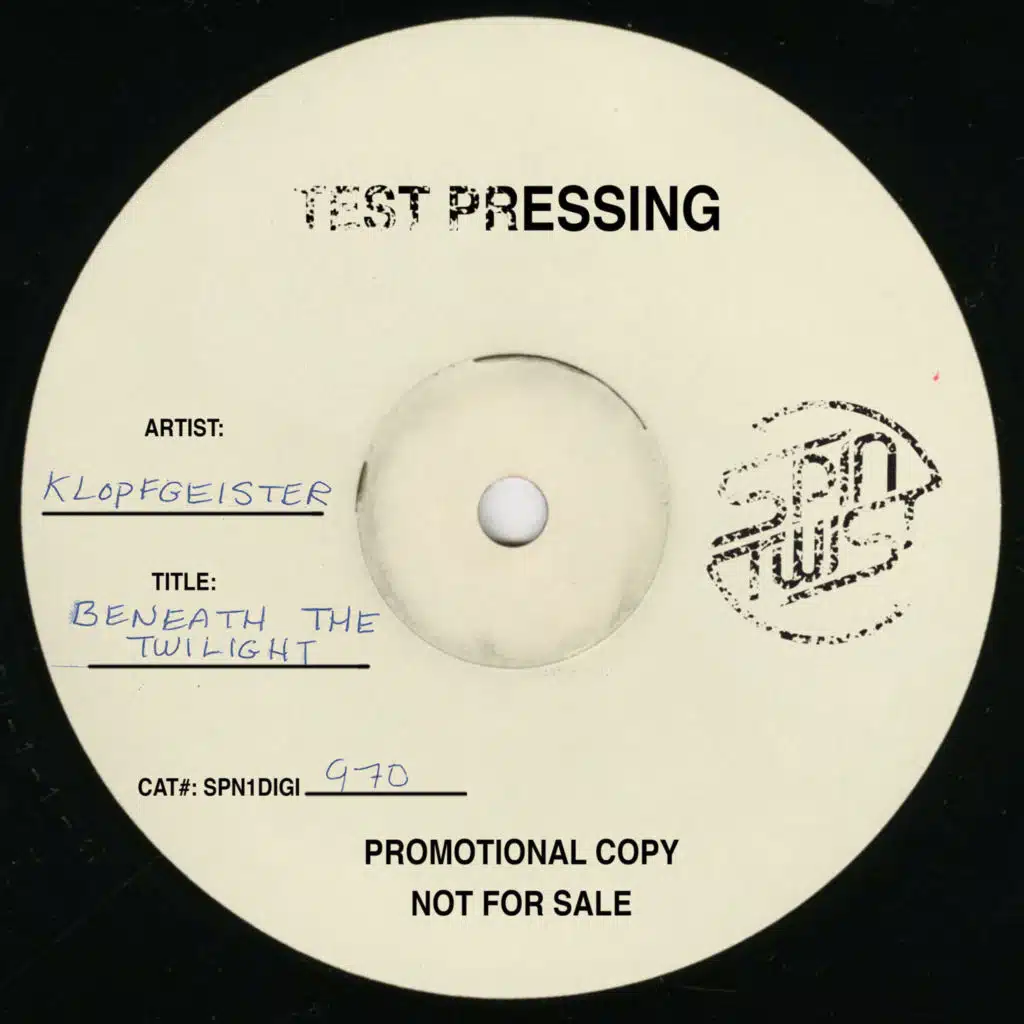 TEST PRESSING
ARTIST:
KLOPFGEISTER
TITLE:
BENEATH THE
TWILIGHT
CAT#: SPN1DIGI 970
SPIN
TWIST
PROMOTIONAL COPY
NOT FOR SALE